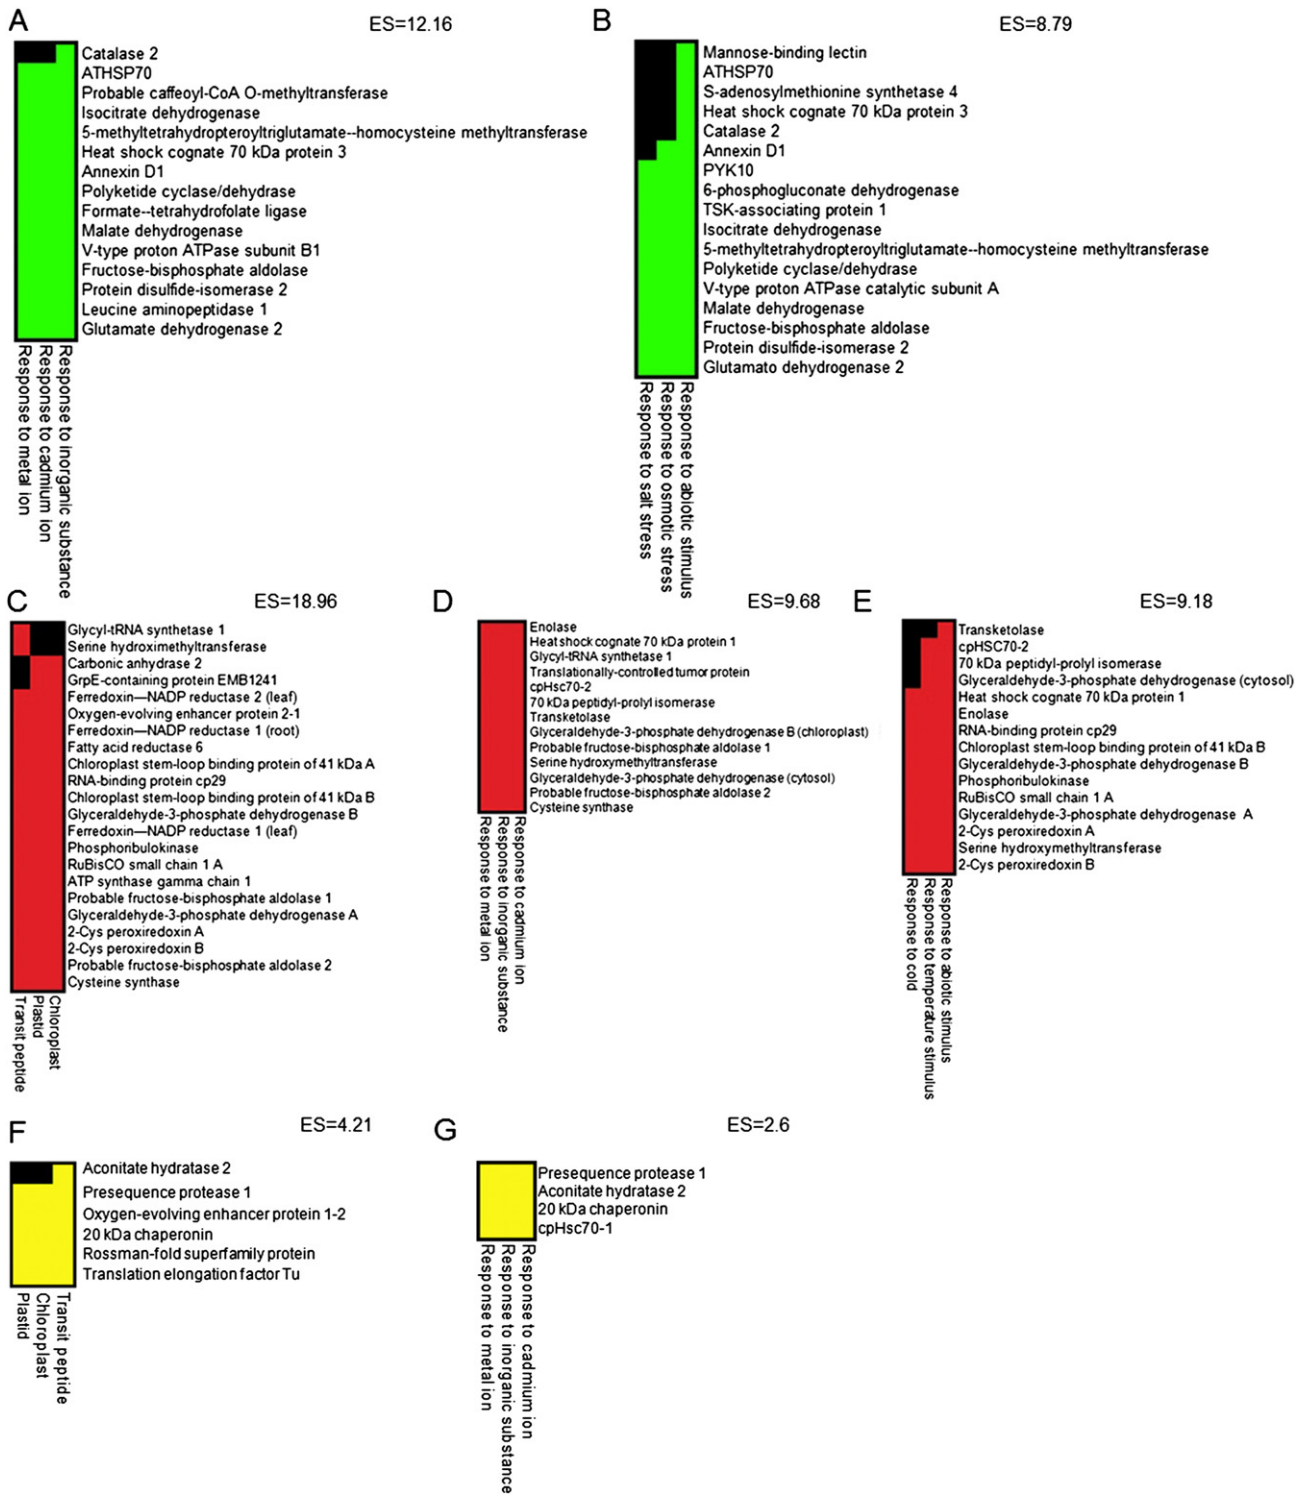 A
ES=12.16
Catalase 2
ATHSP70
Probable caffeoyl-CoA O-methyltransferase
Isocitrate dehydrogenase
5-methyltetrahydropteroyltriglutamate--homocysteine methyltransferase
Heat shock cognate 70 kDa protein 3
Annexin D1
Polyketide cyclase/dehydrase
Formate--tetrahydrofolate ligase
Malate dehydrogenase
V-type proton ATPase subunit B1
Fructose-bisphosphate aldolase
Protein disulfide-isomerase 2
Leucine aminopeptidase 1
Glutamate dehydrogenase 2
Response to metal ion
Response to cadmium ion
Response to inorganic substance
B
ES=8.79
Mannose-binding lectin
ATHSP70
S-adenosylmethionine synthetase 4
Heat shock cognate 70 kDa protein 3
Catalase 2
Annexin D1
PYK10
6-phosphogluconate dehydrogenase
TSK-associating protein 1
Isocitrate dehydrogenase
5-methyltetrahydropteroyltriglutamate--homocysteine methyltransferase
Polyketide cyclase/dehydrase
V-type proton ATPase catalytic subunit A
Malate dehydrogenase
Fructose-bisphosphate aldolase
Protein disulfide-isomerase 2
Glutamato dehydrogenase 2
Response to salt stress
Response to osmotic stress
Response to abiotic stimulus
C
ES=18.96
Glycyl-tRNA synthetase 1
Serine hydroximethyltransferase
Carbonic anhydrase 2
GrpE-containing protein EMB1241
Ferredoxin—NADP reductase 2 (leaf)
Oxygen-evolving enhancer protein 2-1
Ferredoxin—NADP reductase 1 (root)
Fatty acid reductase 6
Chloroplast stem-loop binding protein of 41 kDa A
RNA-binding protein cp29
Chloroplast stem-loop binding protein of 41 kDa B
Glyceraldehyde-3-phosphate dehydrogenase B
Ferredoxin—NADP reductase 1 (leaf)
Phosphoribulokinase
RuBisCO small chain 1 A
ATP synthase gamma chain 1
Probable fructose-bisphosphate aldolase 1
Glyceraldehyde-3-phosphate dehydrogenase A
2-Cys peroxiredoxin A
2-Cys peroxiredoxin B
Probable fructose-bisphosphate aldolase 2
Cysteine synthase
Transit peptide
Plastid
Chloroplast
D
ES=9.68
Enolase
Heat shock cognate 70 kDa protein 1
Glycyl-tRNA synthetase 1
Translationally-controlled tumor protein
cpHsc70-2
70 kDa peptidyl-prolyl isomerase
Transketolase
Glyceraldehyde-3-phosphate dehydrogenase B (chloroplast)
Probable fructose-bisphosphate aldolase 1
Serine hydroxymethyltransferase
Glyceraldehyde-3-phosphate dehydrogenase (cytosol)
Probable fructose-bisphosphate aldolase 2
Cysteine synthase
Response to metal ion
Response to inorganic substance
Response to cadmium ion
E
ES=9.18
Transketolase
cpHSC70-2
70 kDa peptidyl-prolyl isomerase
Glyceraldehyde-3-phosphate dehydrogenase (cytosol)
Heat shock cognate 70 kDa protein 1
Enolase
RNA-binding protein cp29
Chloroplast stem-loop binding protein of 41 kDa B
Glyceraldehyde-3-phosphate dehydrogenase B
Phosphoribulokinase
RuBisCO small chain 1 A
Glyceraldehyde-3-phosphate dehydrogenase A
2-Cys peroxiredoxin A
Serine hydroxymethyltransferase
2-Cys peroxiredoxin B
Response to cold
Response to temperature stimulus
Response to abiotic stimulus
F
ES=4.21
Aconitate hydratase 2
Presequence protease 1
Oxygen-evolving enhancer protein 1-2
20 kDa chaperonin
Rossman-fold superfamily protein
Translation elongation factor Tu
Plastid
Chloroplast
Transit peptide
G
ES=2.6
Presequence protease 1
Aconitate hydratase 2
20 kDa chaperonin
cpHsc70-1
Response to metal ion
Response to inorganic substance
Response to cadmium ion